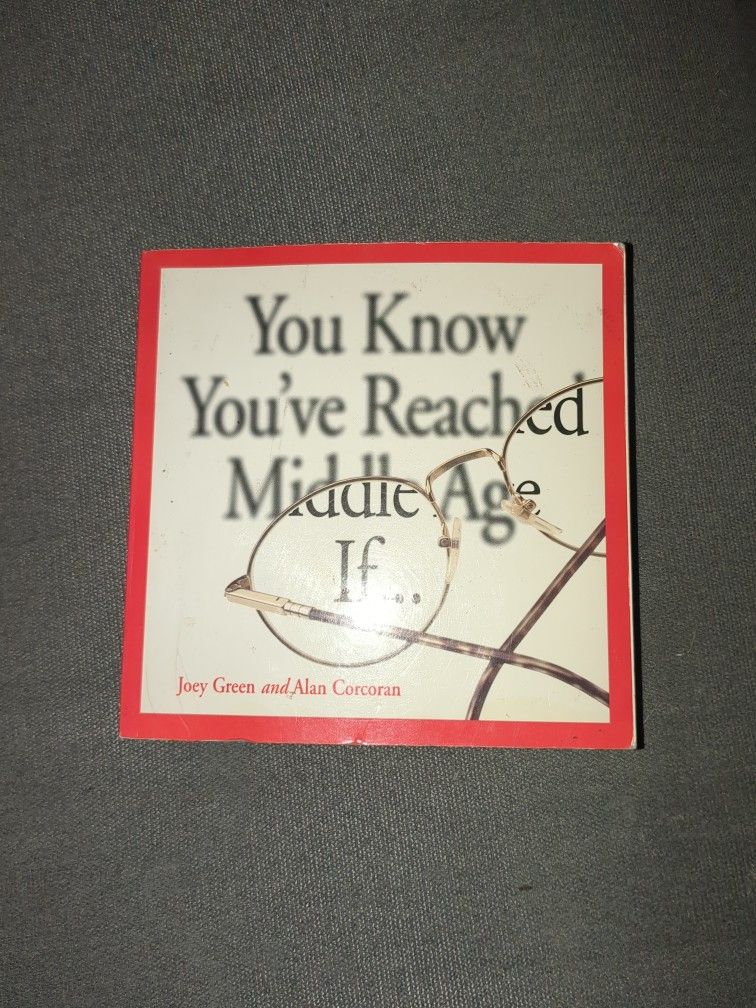 You Know
You've Reached
Middle Age
If...
Joey Green and Alan Corcoran